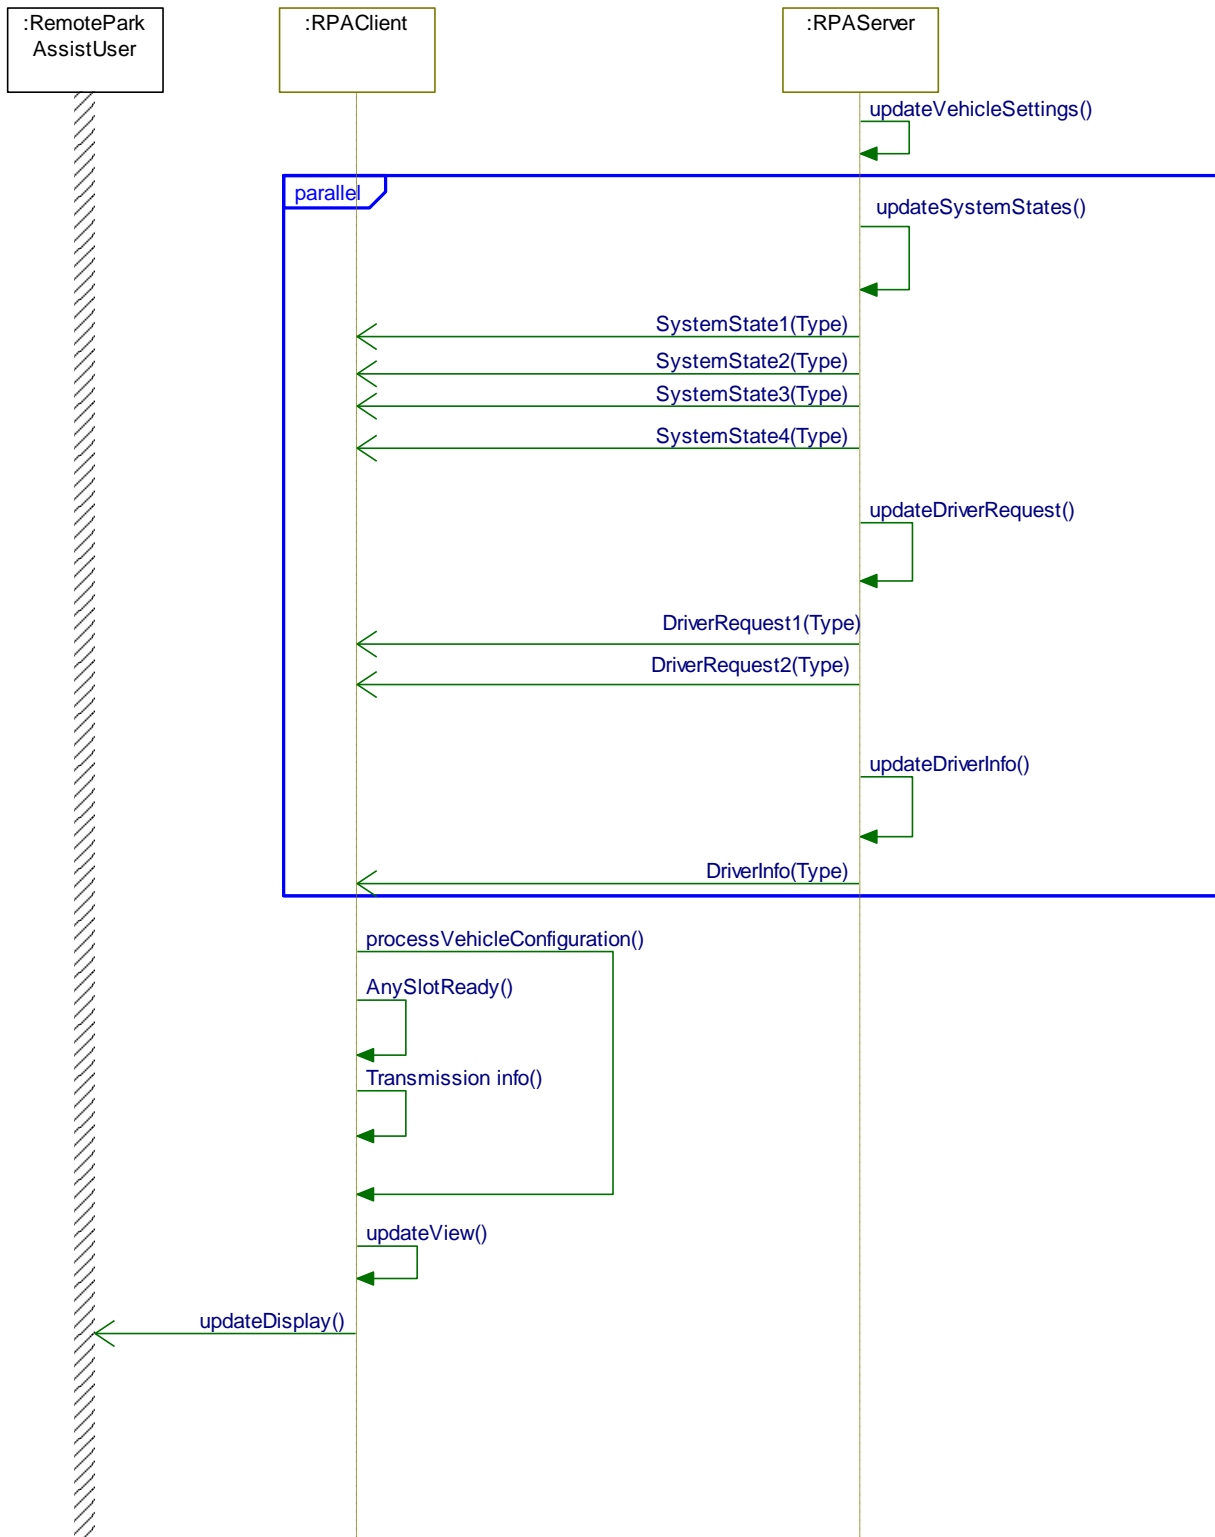 :RemotePark
AssistUser
:RPAClient
:RPAServer
updateVehicleSettings()
parallel
updateSystemStates()
SystemState1(Type)
SystemState2(Type)
SystemState3(Type)
SystemState4(Type)
updateDriverRequest()
DriverRequest1(Type)
DriverRequest2(Type)
updateDriverInfo()
DriverInfo(Type)
processVehicleConfiguration()
AnySlotReady()
Transmission info()
updateView()
updateDisplay()